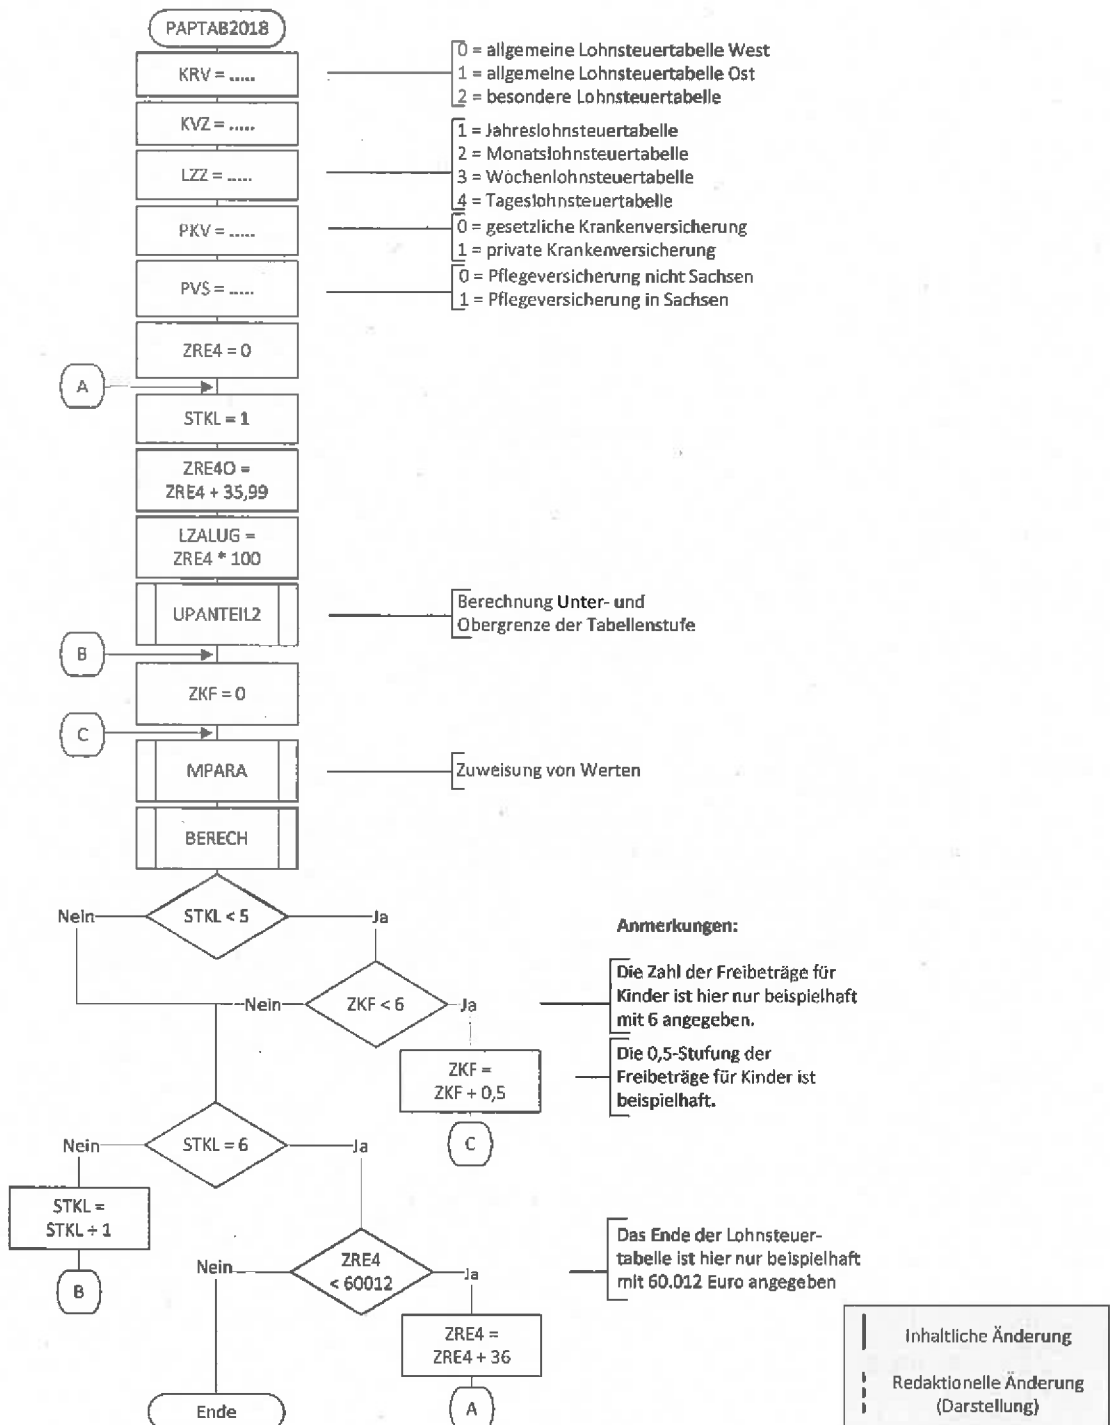 PAPTAB2018
KRV = .....
0 = allgemeine Lohnsteuertabelle West
1 = allgemeine Lohnsteuertabelle Ost
2 = besondere Lohnsteuertabelle
KVZ = .....
LZZ = .....
1 = Jahreslohnsteuertabelle
2 = Monatslohnsteuertabelle
3 = Wochenlohnsteuertabelle
4 = Tageslohnsteuertabelle
PKV = .....
0 = gesetzliche Krankenversicherung
1 = private Krankenversicherung
PVS = .....
0 = Pflegeversicherung nicht Sachsen
1 = Pflegeversicherung in Sachsen
ZRE4 = 0
A
STKL = 1
ZRE4O =
ZRE4 + 35,99
LZALUG =
ZRE4 * 100
UPANTEIL2
Berechnung Unter- und
Obergrenze der Tabellenstufe
B
ZKF = 0
C
MPARA
Zuweisung von Werten
BERECH
Nein
STKL < 5
Ja
Anmerkungen:
Nein
ZKF < 6
Ja
Die Zahl der Freibeträge für
Kinder ist hier nur beispielhaft
mit 6 angegeben.
ZKF =
ZKF + 0,5
Die 0,5-Stufung der
Freibeträge für Kinder ist
beispielhaft.
C
Nein
STKL = 6
Ja
STKL =
STKL + 1
B
Nein
ZRE4
< 60012
Ja
Das Ende der Lohnsteuer-
tabelle ist hier nur beispielhaft
mit 60.012 Euro angegeben
ZRE4 =
ZRE4 + 36
A
Ende
Inhaltliche Änderung
Redaktionelle Änderung
(Darstellung)